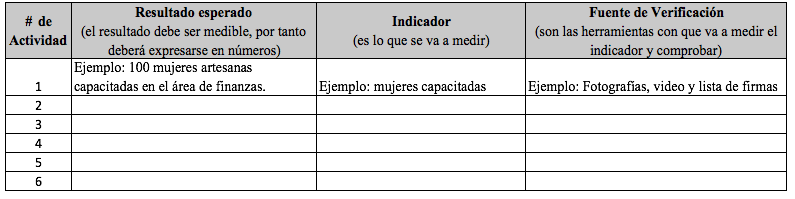 # de
Actividad
Resultado esperado
(el resultado debe ser medible, por tanto
deberá expresarse en números)
Indicador
(es lo que se va a medir)
Fuente de Verificación
(son las herramientas con que va a medir el
indicador y comprobar)
1
Ejemplo: 100 mujeres artesanas
capacitadas en el área de finanzas.
Ejemplo: mujeres capacitadas
Ejemplo: Fotografías, video y lista de firmas
2
3
4
5
6